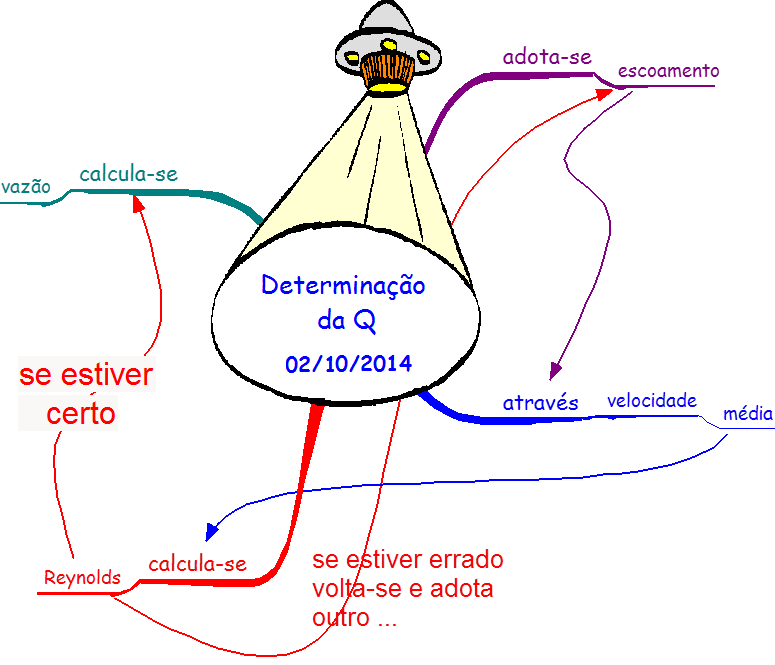 adota-se
escoamento
calcula-se
vazão
Determinação
da Q
02/10/2014
se estiver
certo
através
velocidade
média
calcula-se
Reynolds
se estiver errado
volta-se e adota
outro ...